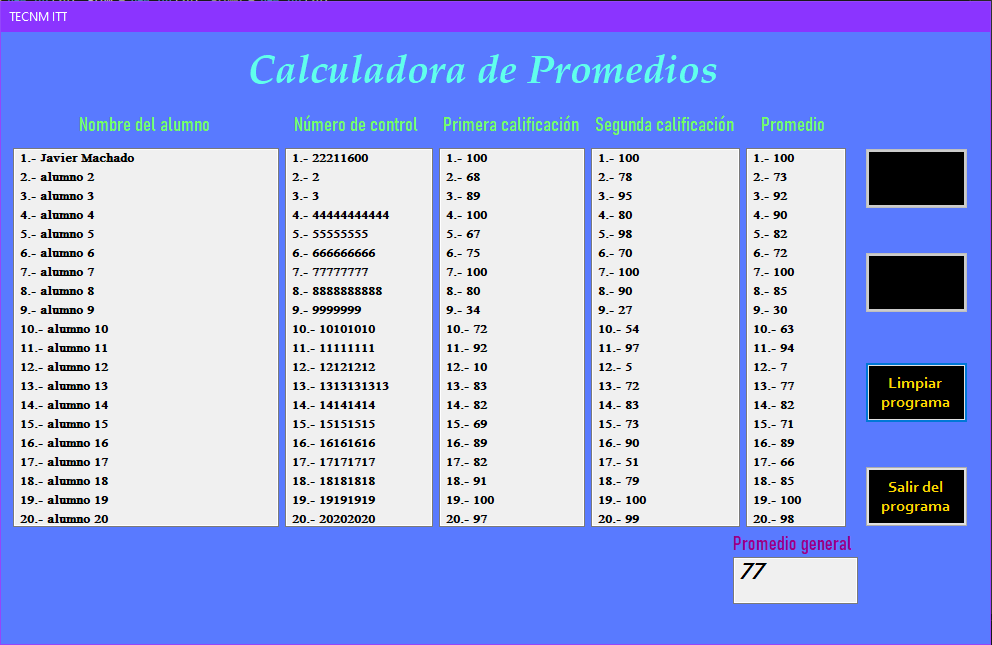 TECNM ITT
Calculadora de Promedios
Nombre del alumno Número de control Primera calificación Segunda calificación Promedio
1.- Javier Machado 1.- 22211600 1.- 100 1.- 100 1.- 100
2.- alumno 2 2.- 2 2.- 68 2.- 78 2.- 73
3.- alumno 3 3.- 3 3.- 89 3.- 95 3.- 92
4.- alumno 4 4.- 44444444444 4.- 100 4.- 80 4.- 90
5.- alumno 5 5.- 55555555 5.- 67 5.- 98 5.- 82
6.- alumno 6 6.- 666666666 6.- 75 6.- 70 6.- 72
7.- alumno 7 7.- 77777777 7.- 100 7.- 100 7.- 100
8.- alumno 8 8.- 8888888888 8.- 80 8.- 90 8.- 85
9.- alumno 9 9.- 9999999 9.- 34 9.- 27 9.- 30
10.- alumno 10 10.- 10101010 10.- 72 10.- 54 10.- 63
11.- alumno 11 11.- 11111111 11.- 92 11.- 97 11.- 94
12.- alumno 12 12.- 12121212 12.- 10 12.- 5 12.- 7
13.- alumno 13 13.- 1313131313 13.- 83 13.- 72 13.- 77
14.- alumno 14 14.- 14141414 14.- 82 14.- 83 14.- 82
15.- alumno 15 15.- 15151515 15.- 69 15.- 73 15.- 71
16.- alumno 16 16.- 16161616 16.- 89 16.- 90 16.- 89
17.- alumno 17 17.- 17171717 17.- 82 17.- 51 17.- 66
18.- alumno 18 18.- 18181818 18.- 91 18.- 79 18.- 85
19.- alumno 19 19.- 19191919 19.- 100 19.- 100 19.- 100
20.- alumno 20 20.- 20202020 20.- 97 20.- 99 20.- 98
Limpiar
programa
Salir del
programa
Promedio general
77